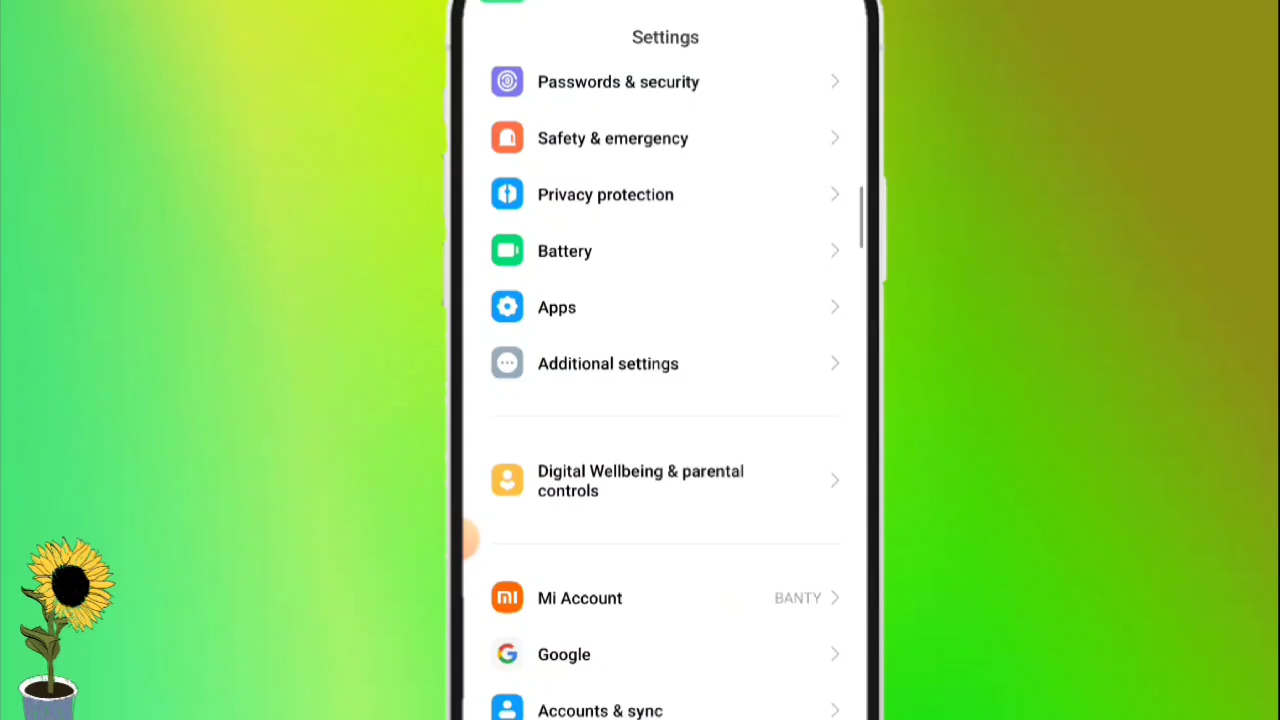 Settings
Passwords & security
Safety & emergency
Privacy protection
Battery
Apps
Additional settings
Digital Wellbeing & parental
controls
Mi Account BANTY
Google
Accounts & sync